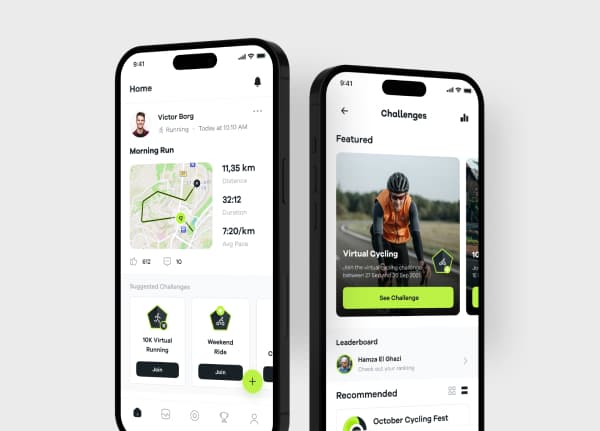 9:41
Home
Victor Borg
Running • Today at 10.10 AM
Morning Run
11,35 km
Distance
32:12
Duration
7:20/km
Avg Pace
612
10
Suggested Challenges
10K Virtual
Running
Join
Weekend
Ride
Join
9:41
Challenges
Featured
Virtual Cycling
Join the virtual cycling challenge
between 21 Sep and 30 Sep 2021
See Challenge
Leaderboard
Hamza El Ghazi
Check out your ranking
Recommended
October Cycling Fest